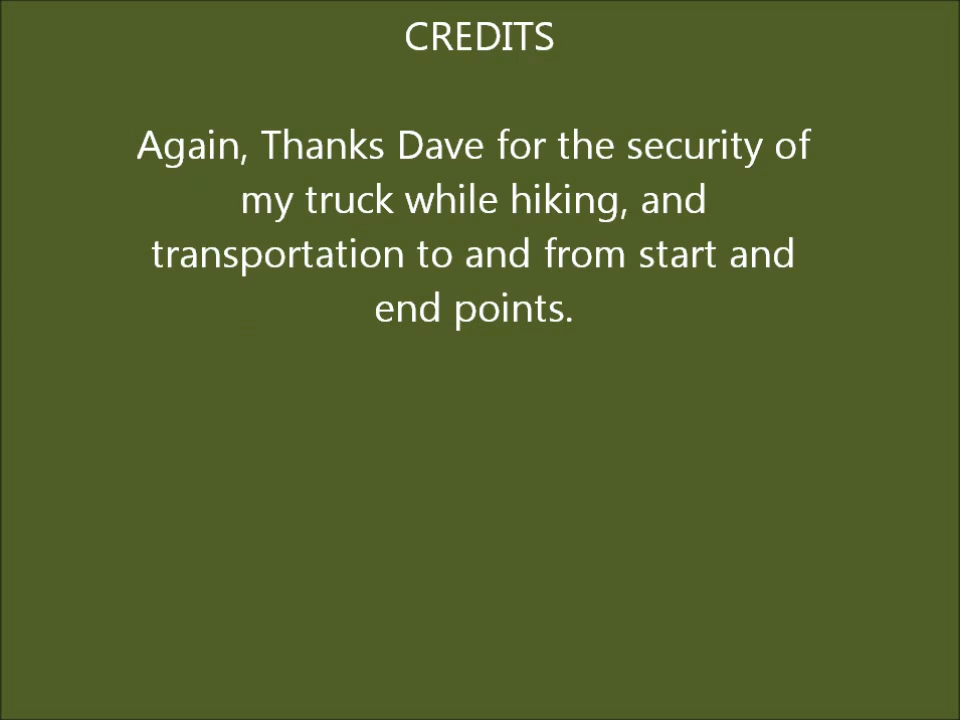 CREDITS
Again, Thanks Dave for the security of
my truck while hiking, and
transportation to and from start and
end points.